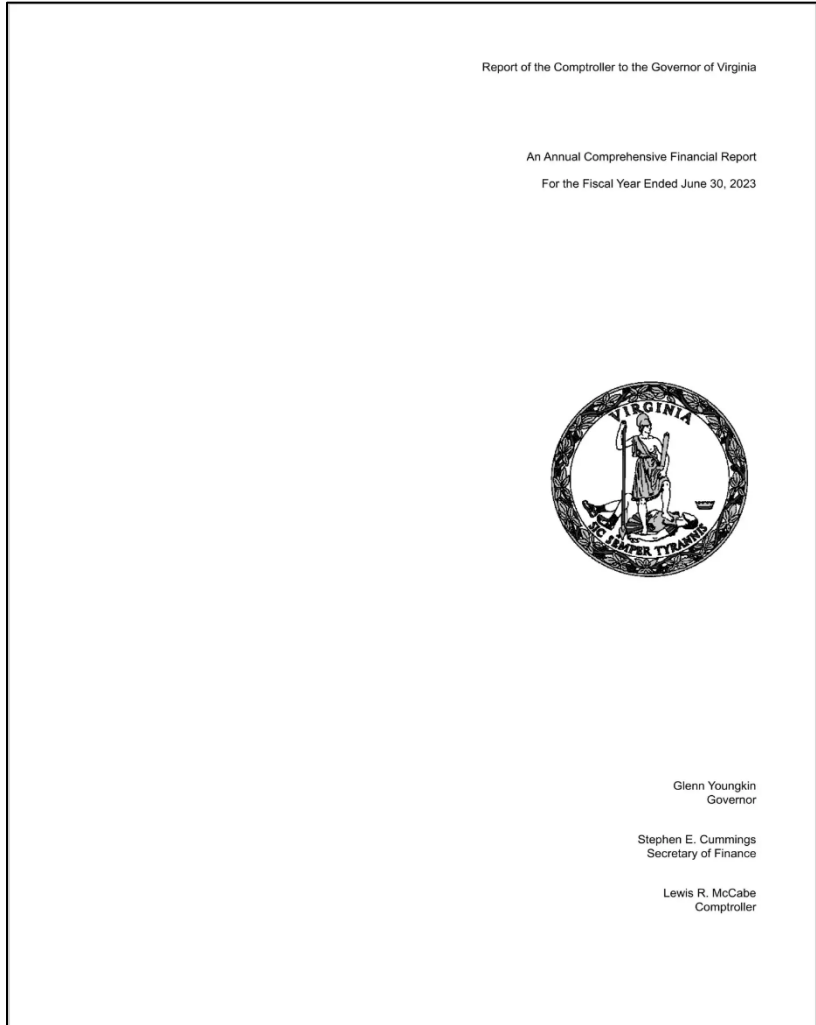 Report of the Comptroller to the Governor of Virginia
An Annual Comprehensive Financial Report
For the Fiscal Year Ended June 30, 2023
VIRGINIA
SIC SEMPER TYRANNIS
Glenn Youngkin
Governor
Stephen E. Cummings
Secretary of Finance
Lewis R. McCabe
Comptroller